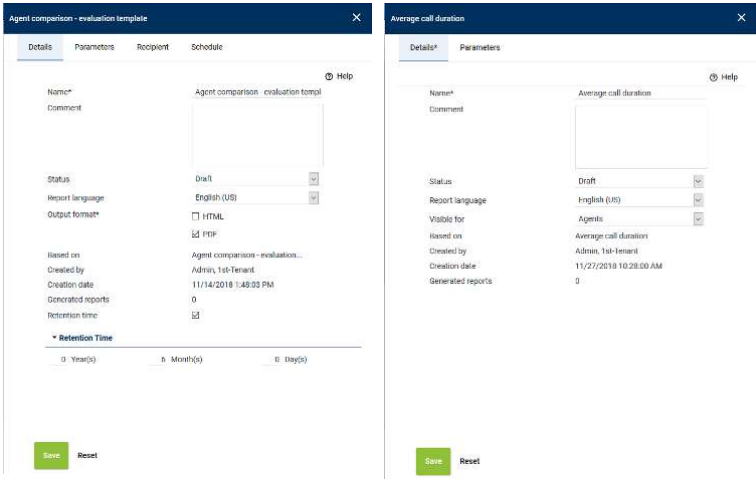 Agent comparison - evaluation template
Details Parameters Recipient Schedule
Help
Name* Agent comparison - evaluation templ
Comment
Status Draft
Report language English (US)
Output format* HTML
PDF
Based on Agent comparison - evaluation...
Created by Admin, 1st-Tenant
Creation date 11/14/2018 1:48:03 PM
Generated reports 0
Retention time
Retention Time
0 Year(s) 6 Month(s) 0 Day(s)
Save Reset
Average call duration
Details* Parameters
Help
Name* Average call duration
Comment
Status Draft
Report language English (US)
Visible for Agents
Based on Average call duration
Created by Admin, 1st-Tenant
Creation date 11/27/2018 10:28:00 AM
Generated reports 0
Save Reset